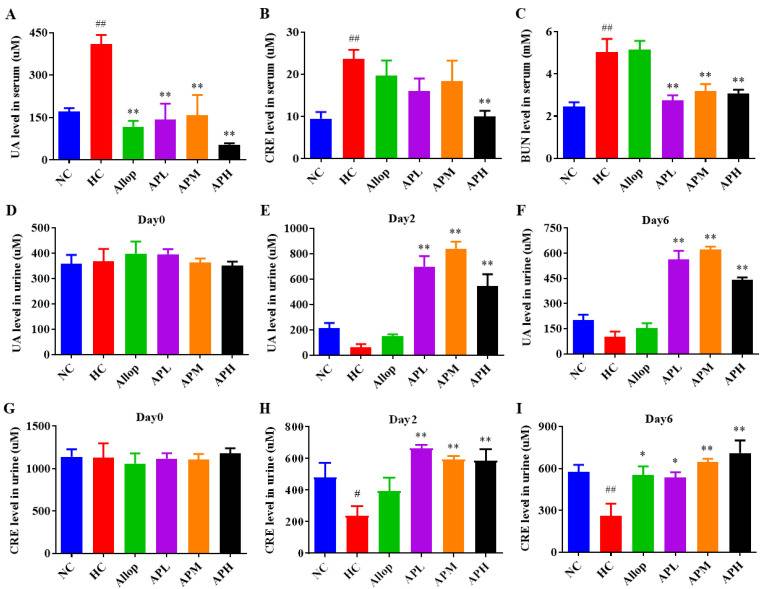 A
UA level in serum (uM)
450
300
150
0
##
**
**
**
**
NC
HC
Allop
APL
APM
APH
B
CRE level in serum (uM)
30
20
10
0
##
**
NC
HC
Allop
APL
APM
APH
C
BUN level in serum (mM)
6
4
2
0
##
**
**
**
NC
HC
Allop
APL
APM
APH
D
Day0
UA level in urine (uM)
500
400
300
200
100
0
NC
HC
Allop
APL
APM
APH
E
Day2
UA level in urine (uM)
1000
800
600
400
200
0
**
**
**
NC
HC
Allop
APL
APM
APH
F
Day6
UA level in urine (uM)
750
600
450
300
150
0
**
**
**
NC
HC
Allop
APL
APM
APH
G
Day0
CRE level in urine (uM)
1500
1200
900
600
300
0
NC
HC
Allop
APL
APM
APH
H
Day2
CRE level in urine (uM)
800
600
400
200
0
#
**
**
**
NC
HC
Allop
APL
APM
APH
I
Day6
CRE level in urine (uM)
900
600
300
0
##
*
*
**
**
NC
HC
Allop
APL
APM
APH